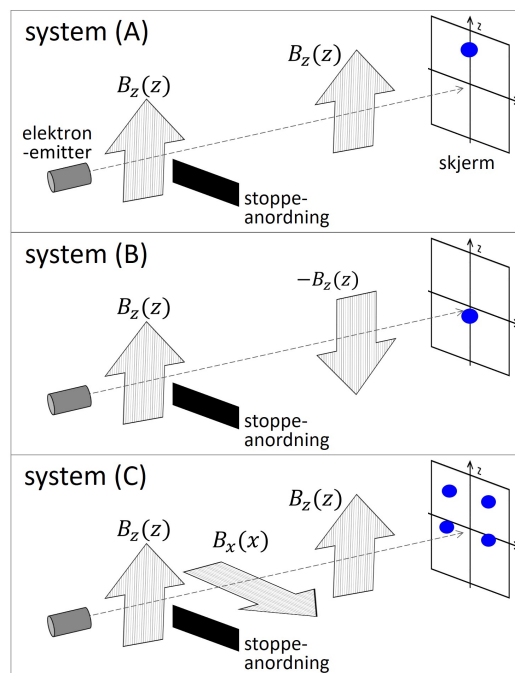 system (A)
B_z(z)
B_z(z)
z
elektron
-emitter
skjerm
stoppe-
anordning
system (B)
-B_z(z)
B_z(z)
z
stoppe-
anordning
system (C)
B_z(z)
B_x(x)
B_z(z)
z
stoppe-
anordning